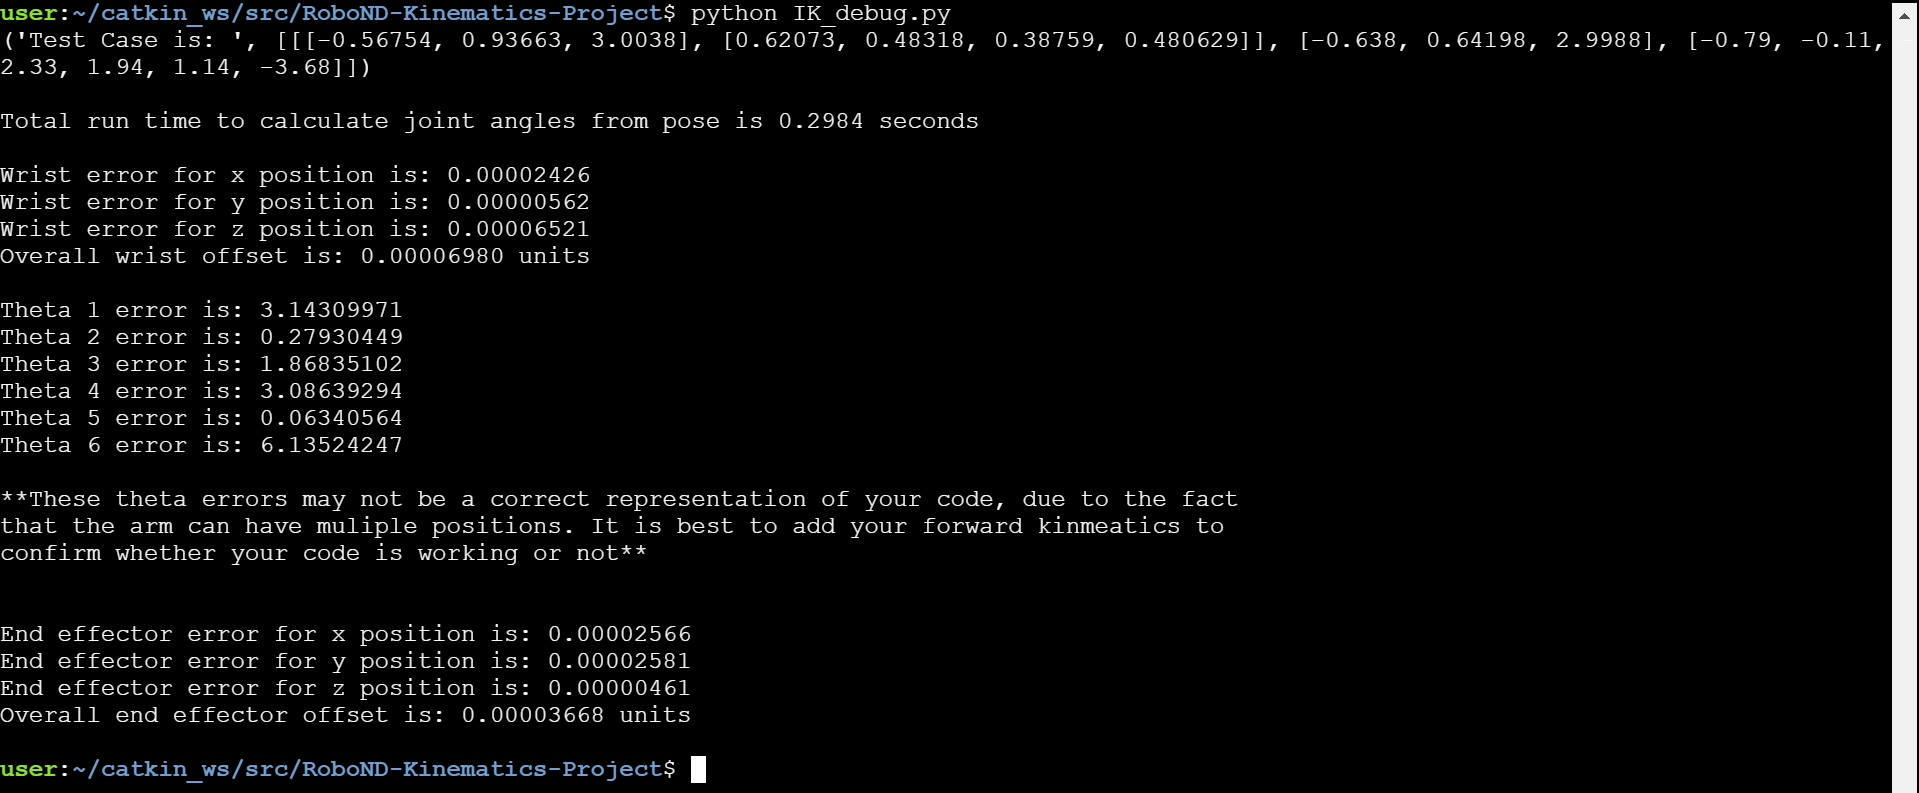 user:~/catkin_ws/src/RoboND-Kinematics-Project$ python IK_debug.py
('Test Case is: ', [[[-0.56754, 0.93663, 3.0038], [0.62073, 0.48318, 0.38759, 0.480629]], [-0.638, 0.64198, 2.9988], [-0.79, -0.11,
2.33, 1.94, 1.14, -3.68]])
Total run time to calculate joint angles from pose is 0.2984 seconds
Wrist error for x position is: 0.00002426
Wrist error for y position is: 0.00000562
Wrist error for z position is: 0.00006521
Overall wrist offset is: 0.00006980 units
Theta 1 error is: 3.14309971
Theta 2 error is: 0.27930449
Theta 3 error is: 1.86835102
Theta 4 error is: 3.08639294
Theta 5 error is: 0.06340564
Theta 6 error is: 6.13524247
**These theta errors may not be a correct representation of your code, due to the fact
that the arm can have muliple positions. It is best to add your forward kinmeatics to
confirm whether your code is working or not**
End effector error for x position is: 0.00002566
End effector error for y position is: 0.00002581
End effector error for z position is: 0.00000461
Overall end effector offset is: 0.00003668 units
user:~/catkin_ws/src/RoboND-Kinematics-Project$